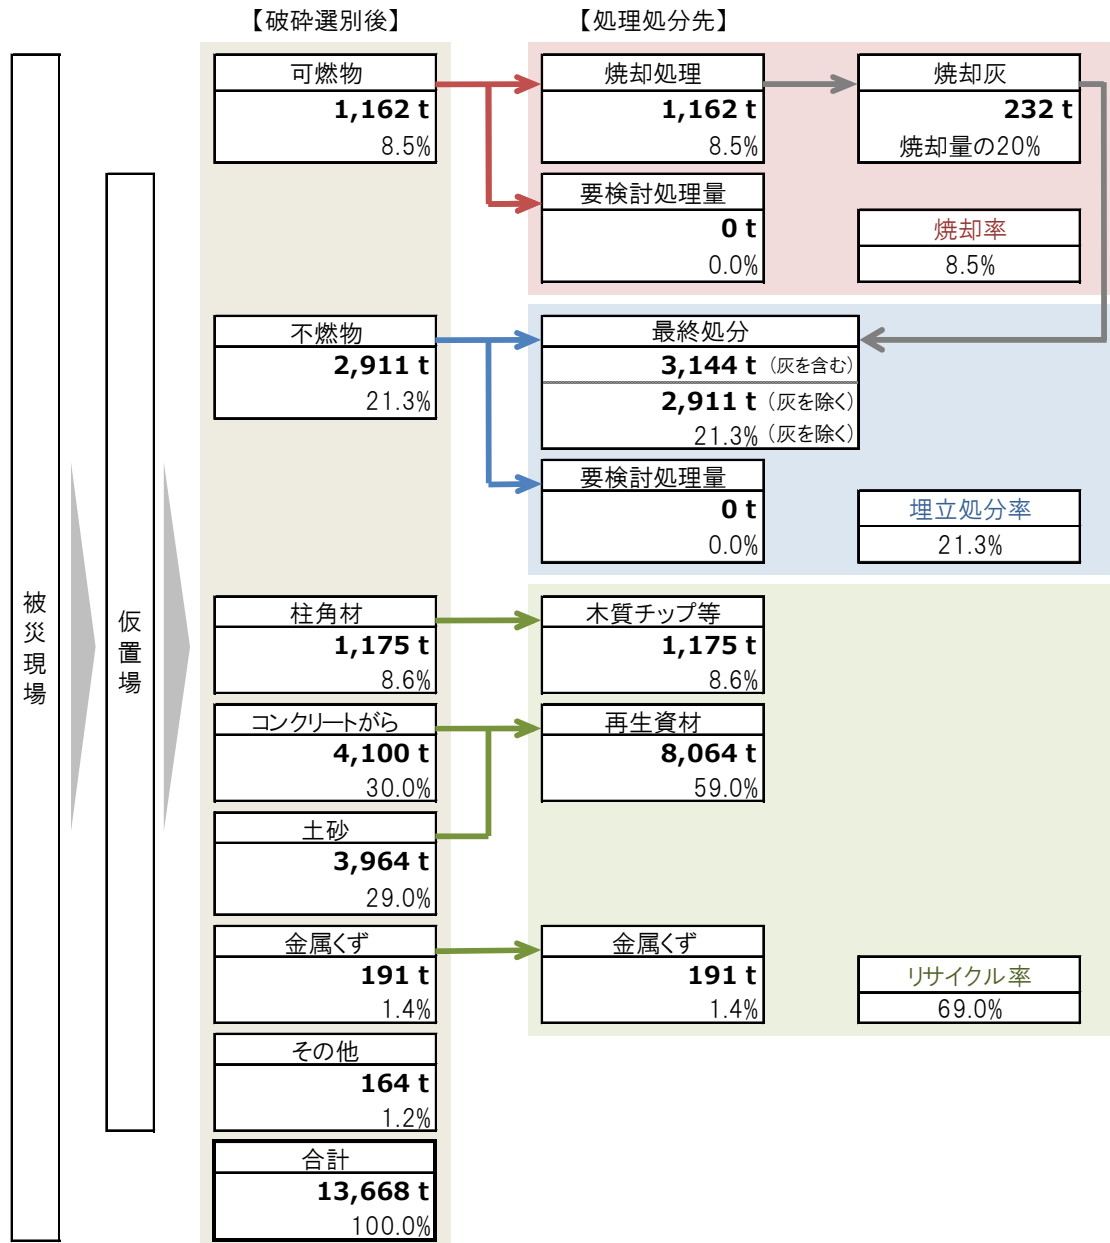 【破砕選別後】
【処理処分先】
被災現場
仮置場
可燃物
1,162 t
8.5%
焼却処理
1,162 t
8.5%
焼却灰
232 t
焼却量の20%
要検討処理量
0 t
0.0%
焼却率
8.5%
不燃物
2,911 t
21.3%
最終処分
3,144 t (灰を含む)
2,911 t (灰を除く)
21.3% (灰を除く)
要検討処理量
0 t
0.0%
埋立処分率
21.3%
柱角材
1,175 t
8.6%
木質チップ等
1,175 t
8.6%
コンクリートがら
4,100 t
30.0%
再生資材
8,064 t
59.0%
土砂
3,964 t
29.0%
金属くず
191 t
1.4%
金属くず
191 t
1.4%
リサイクル率
69.0%
その他
164 t
1.2%
合計
13,668 t
100.0%